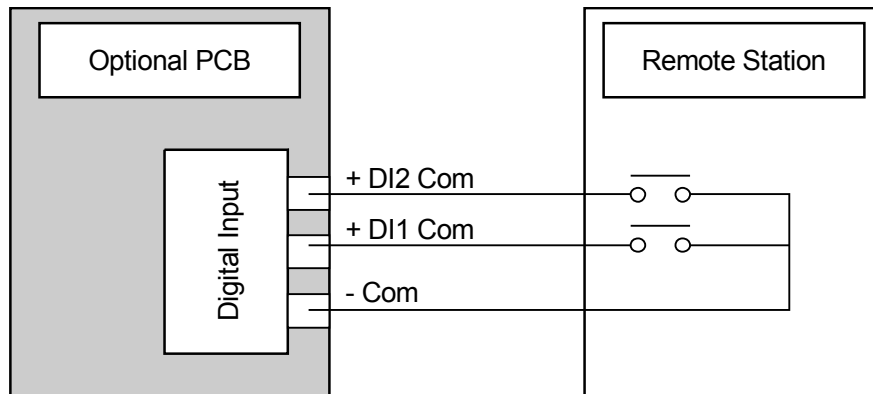 Optional PCB
Remote Station
Digital Input
+ DI2 Com
+ DI1 Com
- Com